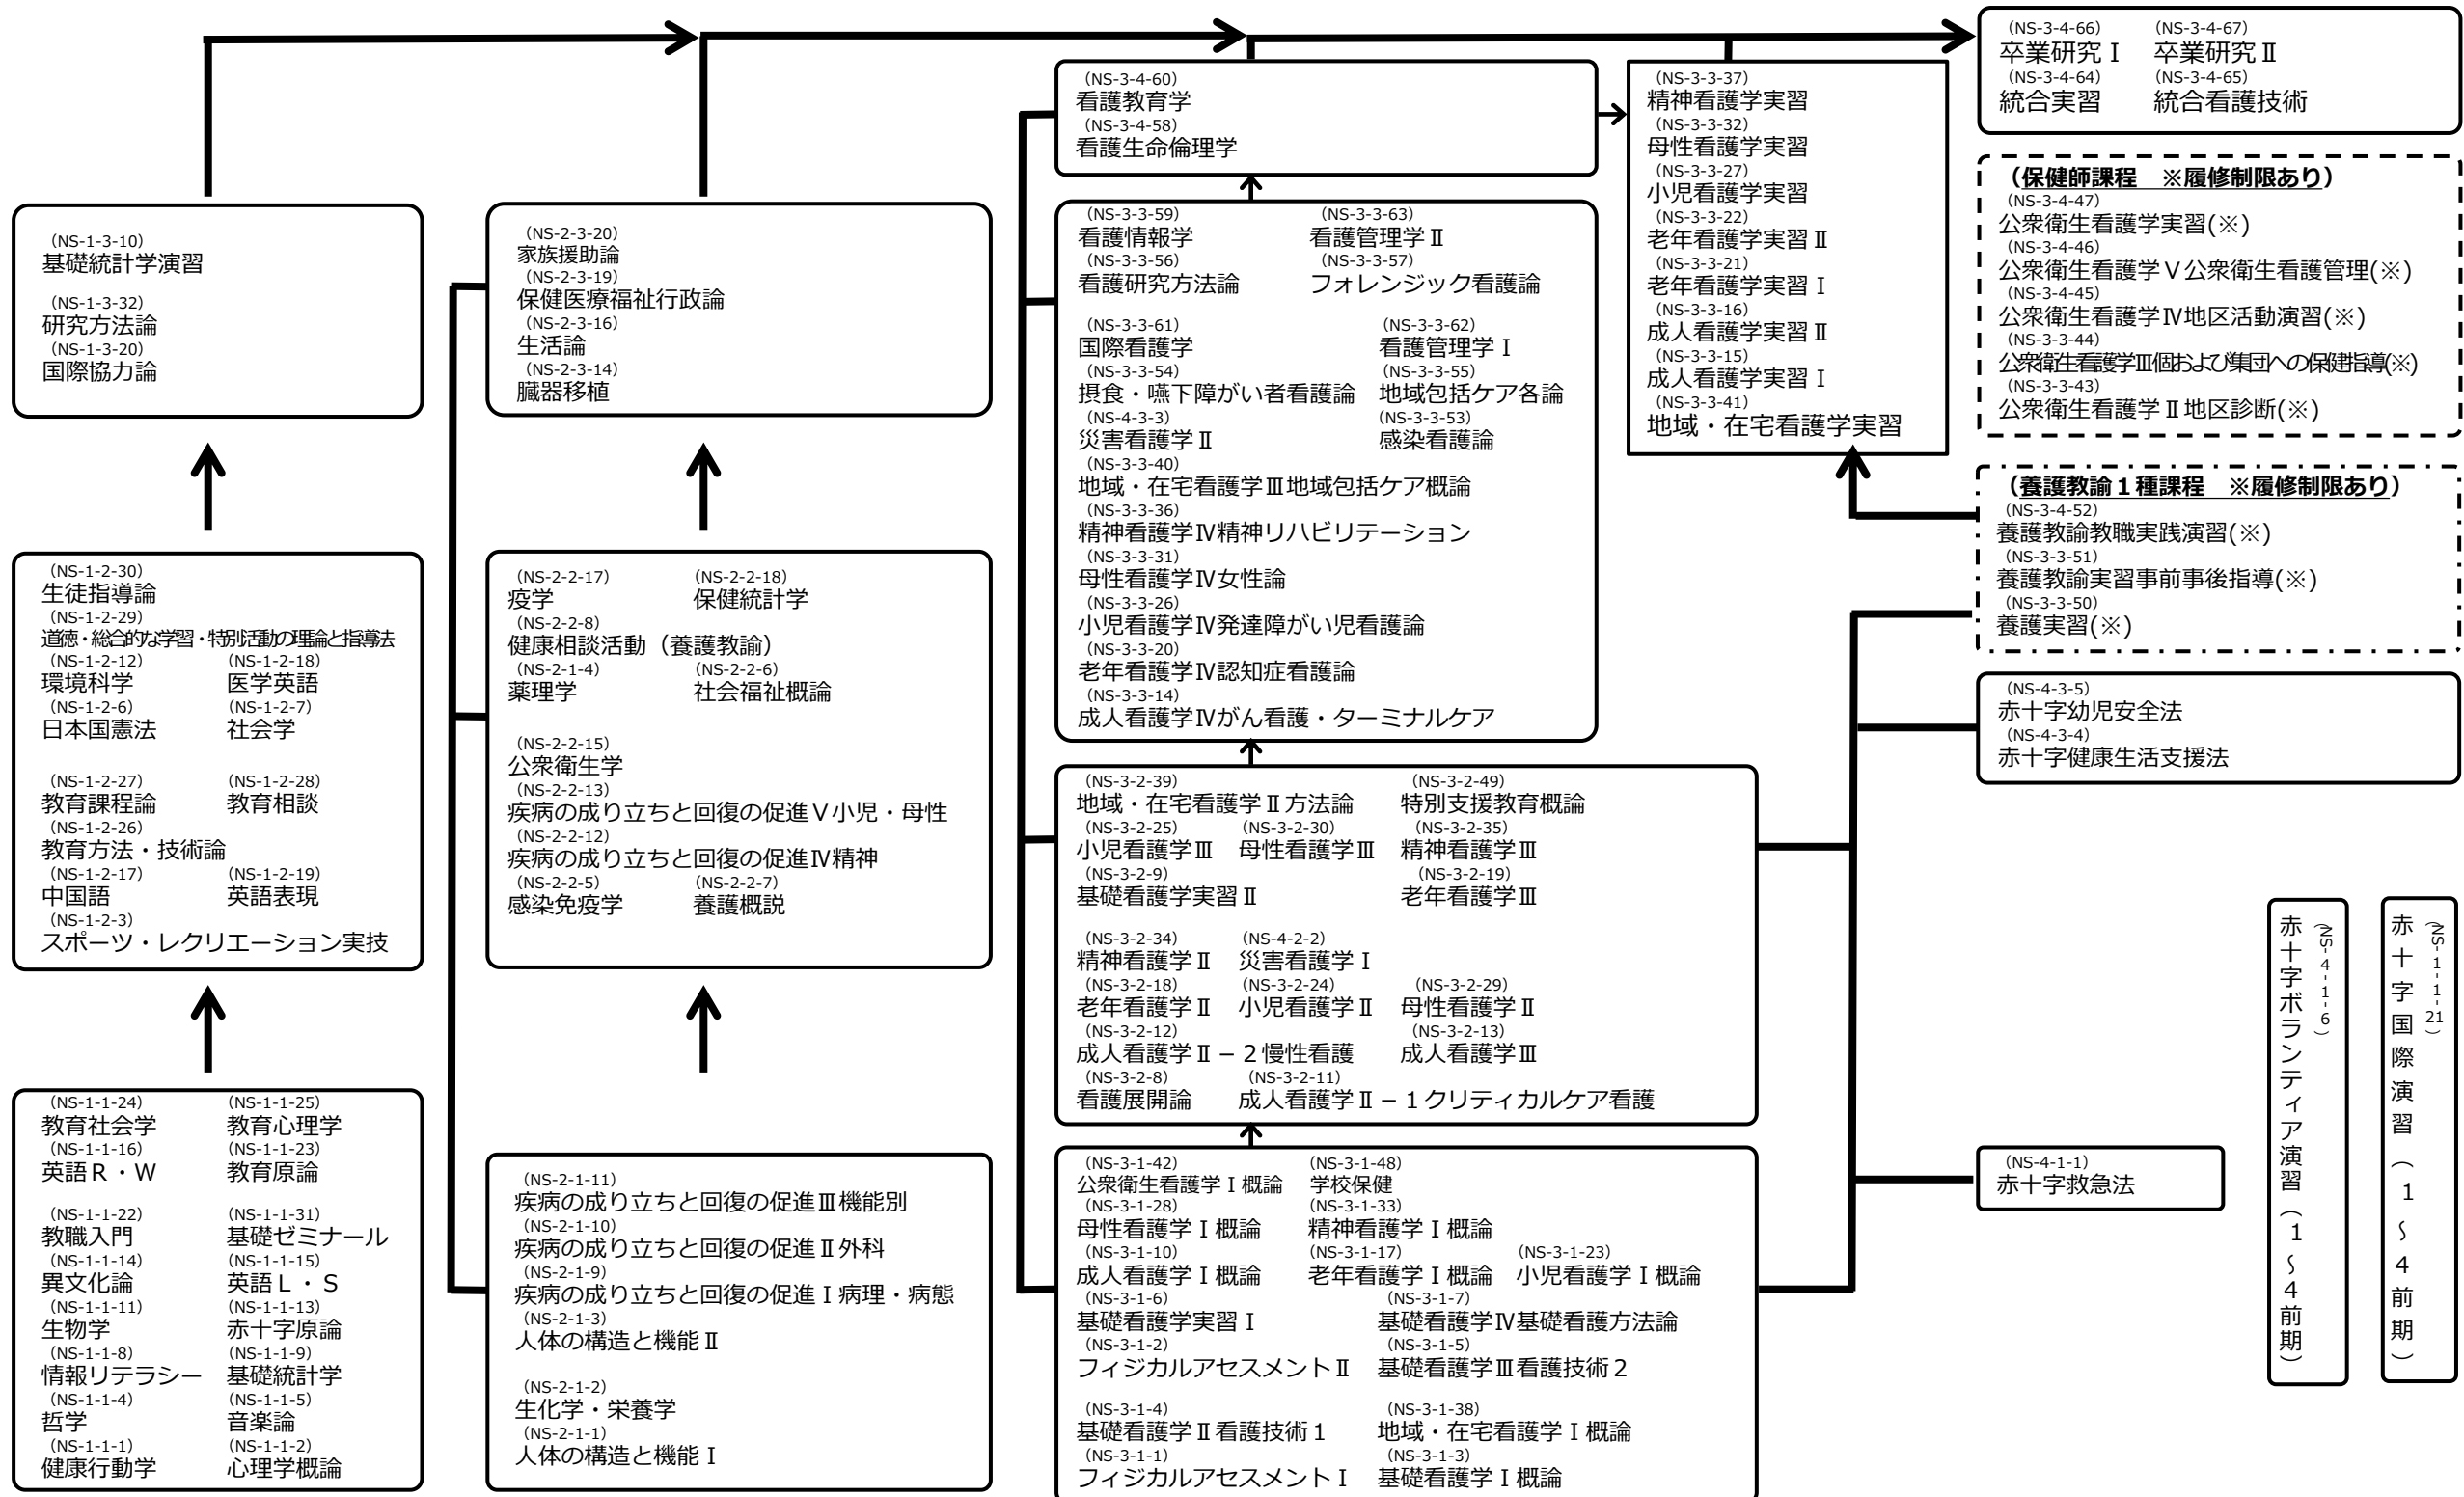 （NS-1-3-10）
基礎統計学演習
（NS-1-3-32）
研究方法論
（NS-1-3-20）
国際協力論
（NS-1-2-30）
生徒指導論
（NS-1-2-29）
道徳・総合的な学習・特別活動の理論と指導法
（NS-1-2-12） （NS-1-2-18）
環境科学 医学英語
（NS-1-2-6） （NS-1-2-7）
日本国憲法 社会学
（NS-1-2-27） （NS-1-2-28）
教育課程論 教育相談
（NS-1-2-26）
教育方法・技術論
（NS-1-2-17） （NS-1-2-19）
中国語 英語表現
（NS-1-2-3）
スポーツ・レクリエーション実技
（NS-1-1-24） （NS-1-1-25）
教育社会学 教育心理学
（NS-1-1-16） （NS-1-1-23）
英語Ｒ・Ｗ 教育原論
（NS-1-1-22） （NS-1-1-31）
教職入門 基礎ゼミナール
（NS-1-1-14） （NS-1-1-15）
異文化論 英語Ｌ・Ｓ
（NS-1-1-11） （NS-1-1-13）
生物学 赤十字原論
（NS-1-1-8） （NS-1-1-9）
情報リテラシー 基礎統計学
（NS-1-1-4） （NS-1-1-5）
哲学 音楽論
（NS-1-1-1） （NS-1-1-2）
健康行動学 心理学概論
（NS-2-3-20）
家族援助論
（NS-2-3-19）
保健医療福祉行政論
（NS-2-3-16）
生活論
（NS-2-3-14）
臓器移植
（NS-2-2-17） （NS-2-2-18）
疫学 保健統計学
（NS-2-2-8）
健康相談活動（養護教諭）
（NS-2-1-4） （NS-2-2-6）
薬理学 社会福祉概論
（NS-2-2-15）
公衆衛生学
（NS-2-2-13）
疾病の成り立ちと回復の促進Ⅴ小児・母性
（NS-2-2-12）
疾病の成り立ちと回復の促進Ⅳ精神
（NS-2-2-5） （NS-2-2-7）
感染免疫学 養護概説
（NS-2-1-11）
疾病の成り立ちと回復の促進Ⅲ機能別
（NS-2-1-10）
疾病の成り立ちと回復の促進Ⅱ外科
（NS-2-1-9）
疾病の成り立ちと回復の促進Ⅰ病理・病態
（NS-2-1-3）
人体の構造と機能Ⅱ
（NS-2-1-2）
生化学・栄養学
（NS-2-1-1）
人体の構造と機能Ⅰ
（NS-3-4-60）
看護教育学
（NS-3-4-58）
看護生命倫理学
（NS-3-3-59） （NS-3-3-63）
看護情報学 看護管理学Ⅱ
（NS-3-3-56） （NS-3-3-57）
看護研究方法論 フォレンジック看護論
（NS-3-3-61） （NS-3-3-62）
国際看護学 看護管理学Ⅰ
（NS-3-3-54） （NS-3-3-55）
摂食・嚥下障がい者看護論 地域包括ケア各論
（NS-4-3-3） （NS-3-3-53）
災害看護学Ⅱ 感染看護論
（NS-3-3-40）
地域・在宅看護学Ⅲ地域包括ケア概論
（NS-3-3-36）
精神看護学Ⅳ精神リハビリテーション
（NS-3-3-31）
母性看護学Ⅳ女性論
（NS-3-3-26）
小児看護学Ⅳ発達障がい児看護論
（NS-3-3-20）
老年看護学Ⅳ認知症看護論
（NS-3-3-14）
成人看護学Ⅳがん看護・ターミナルケア
（NS-3-2-39） （NS-3-2-49）
地域・在宅看護学Ⅱ方法論 特別支援教育概論
（NS-3-2-25） （NS-3-2-30） （NS-3-2-35）
小児看護学Ⅲ 母性看護学Ⅲ 精神看護学Ⅲ
（NS-3-2-9） （NS-3-2-19）
基礎看護学実習Ⅱ 老年看護学Ⅲ
（NS-3-2-34） （NS-4-2-2）
精神看護学Ⅱ 災害看護学Ⅰ
（NS-3-2-18） （NS-3-2-24） （NS-3-2-29）
老年看護学Ⅱ 小児看護学Ⅱ 母性看護学Ⅱ
（NS-3-2-12） （NS-3-2-13）
成人看護学Ⅱ－２慢性看護 成人看護学Ⅲ
（NS-3-2-8） （NS-3-2-11）
看護展開論 成人看護学Ⅱ－１クリティカルケア看護
（NS-3-1-42） （NS-3-1-48）
公衆衛生看護学Ⅰ概論 学校保健
（NS-3-1-28） （NS-3-1-33）
母性看護学Ⅰ概論 精神看護学Ⅰ概論
（NS-3-1-10） （NS-3-1-17） （NS-3-1-23）
成人看護学Ⅰ概論 老年看護学Ⅰ概論 小児看護学Ⅰ概論
（NS-3-1-6） （NS-3-1-7）
基礎看護学実習Ⅰ 基礎看護学Ⅳ基礎看護方法論
（NS-3-1-2） （NS-3-1-5）
フィジカルアセスメントⅡ 基礎看護学Ⅲ看護技術２
（NS-3-1-4） （NS-3-1-38）
基礎看護学Ⅱ看護技術１ 地域・在宅看護学Ⅰ概論
（NS-3-1-1） （NS-3-1-3）
フィジカルアセスメントⅠ 基礎看護学Ⅰ概論
（NS-3-3-37）
精神看護学実習
（NS-3-3-32）
母性看護学実習
（NS-3-3-27）
小児看護学実習
（NS-3-3-22）
老年看護学実習Ⅱ
（NS-3-3-21）
老年看護学実習Ⅰ
（NS-3-3-16）
成人看護学実習Ⅱ
（NS-3-3-15）
成人看護学実習Ⅰ
（NS-3-3-41）
地域・在宅看護学実習
（NS-3-4-66） （NS-3-4-67）
卒業研究Ⅰ 卒業研究Ⅱ
（NS-3-4-64） （NS-3-4-65）
統合実習 統合看護技術
（保健師課程　※履修制限あり）
（NS-3-4-47）
公衆衛生看護学実習(※)
（NS-3-4-46）
公衆衛生看護学Ⅴ公衆衛生看護管理(※)
（NS-3-4-45）
公衆衛生看護学Ⅳ地区活動演習(※)
（NS-3-3-44）
公衆衛生看護学Ⅲ個および集団への保健指導(※)
（NS-3-3-43）
公衆衛生看護学Ⅱ地区診断(※)
（養護教諭１種課程　※履修制限あり）
（NS-3-4-52）
養護教諭教職実践演習(※)
（NS-3-3-51）
養護教諭実習事前事後指導(※)
（NS-3-3-50）
養護実習(※)
（NS-4-3-5）
赤十字幼児安全法
（NS-4-3-4）
赤十字健康生活支援法
（NS-4-1-1）
赤十字救急法
（NS-1-1-21）
赤十字国際演習（１～４前期）
（NS-4-1-6）
赤十字ボランティア演習（１～４前期）